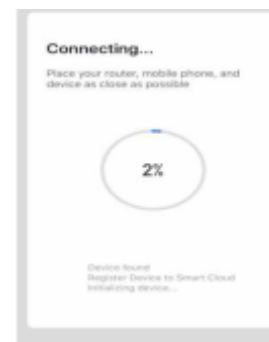 Connecting...
Place your router, mobile phone, and
device as close as possible
2%
Device found
Register Device to Smart Cloud
Initializing device...